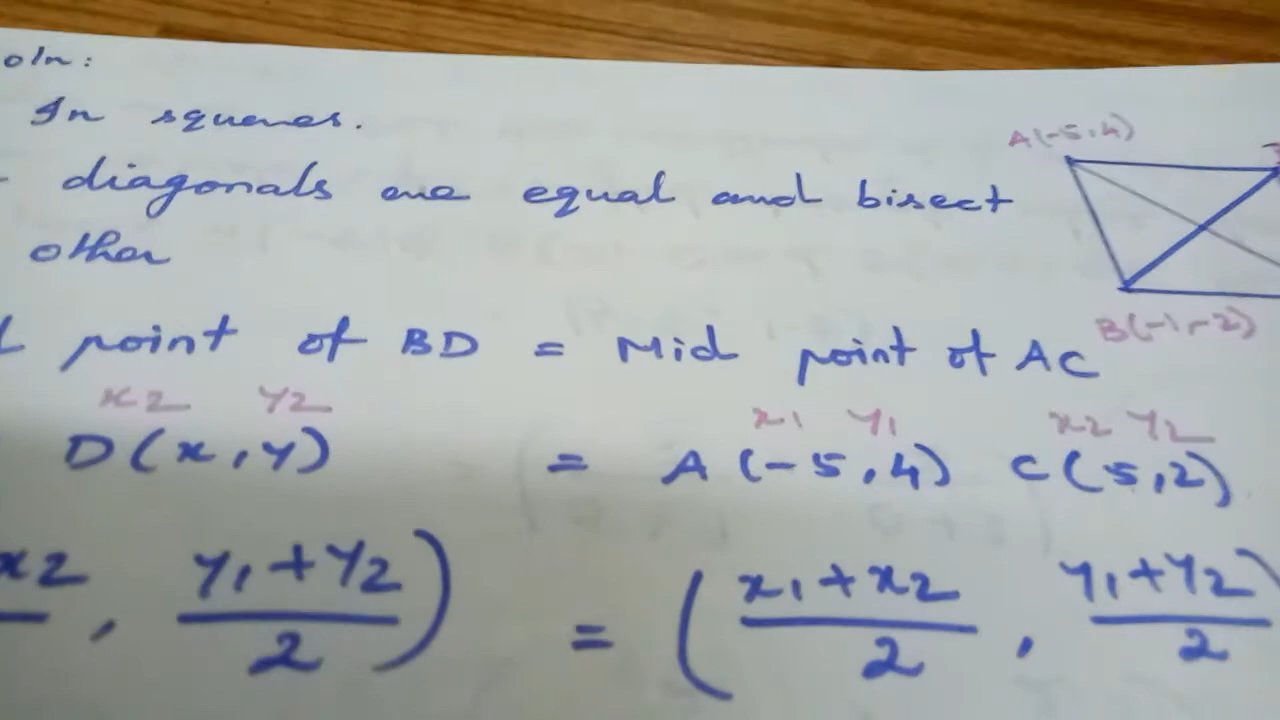 oln:
In squares.
diagonals are equal and bisect
other
A(-5,4)
B(-1,-2)
point of BD = Mid point of AC
x2 y2 x1 y1 x2 y2
D(x,y) = A(-5,4) C(5,2)
x2 , y1+y2 / 2 ) = ( x1+x2 / 2 , y1+y2 / 2 )